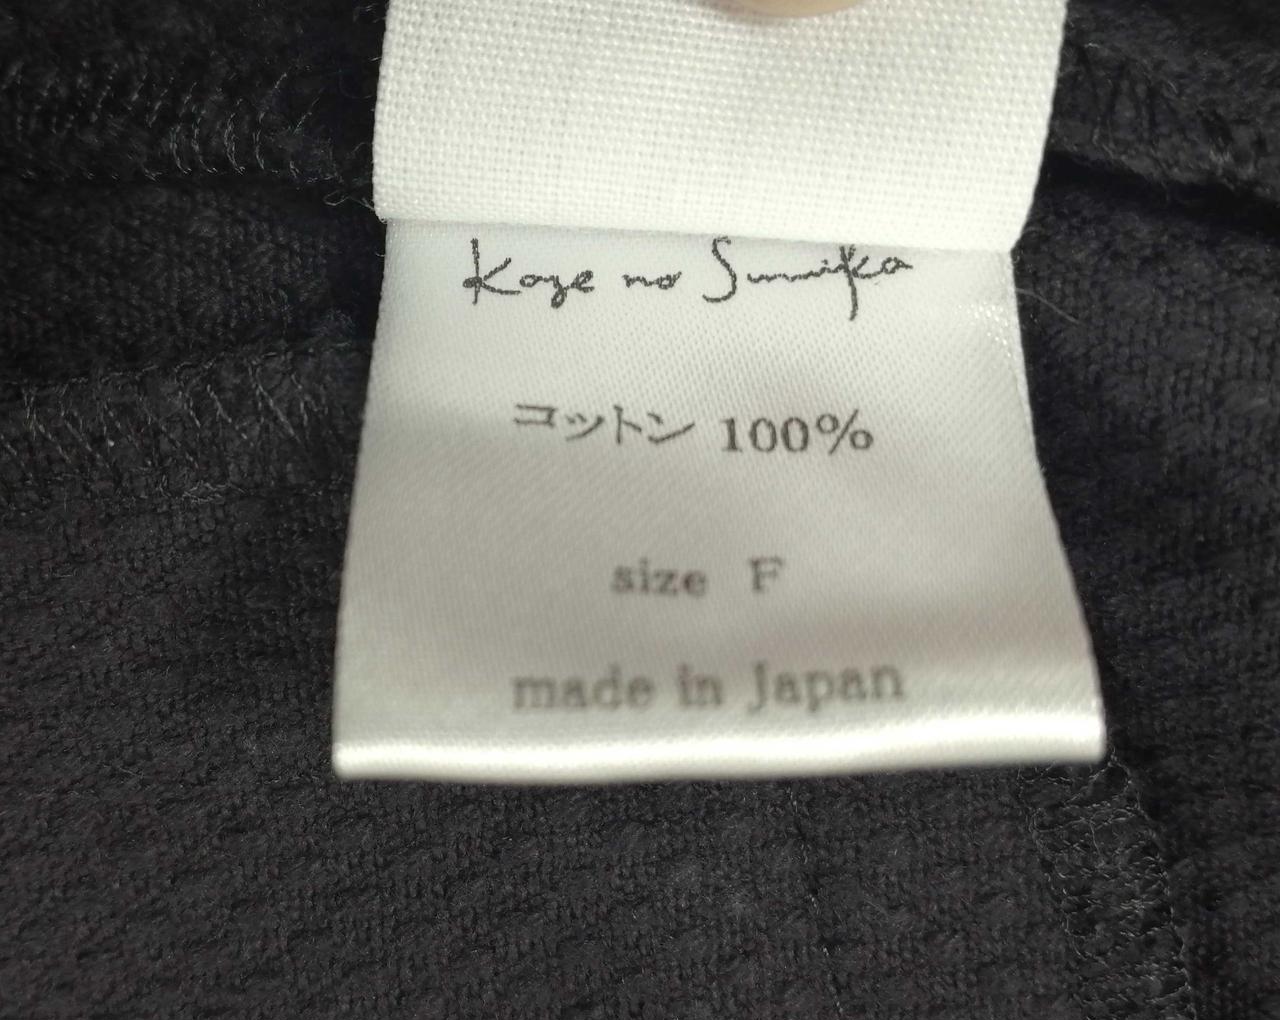 Kaze no Sumika
コットン 100%
size F
made in Japan